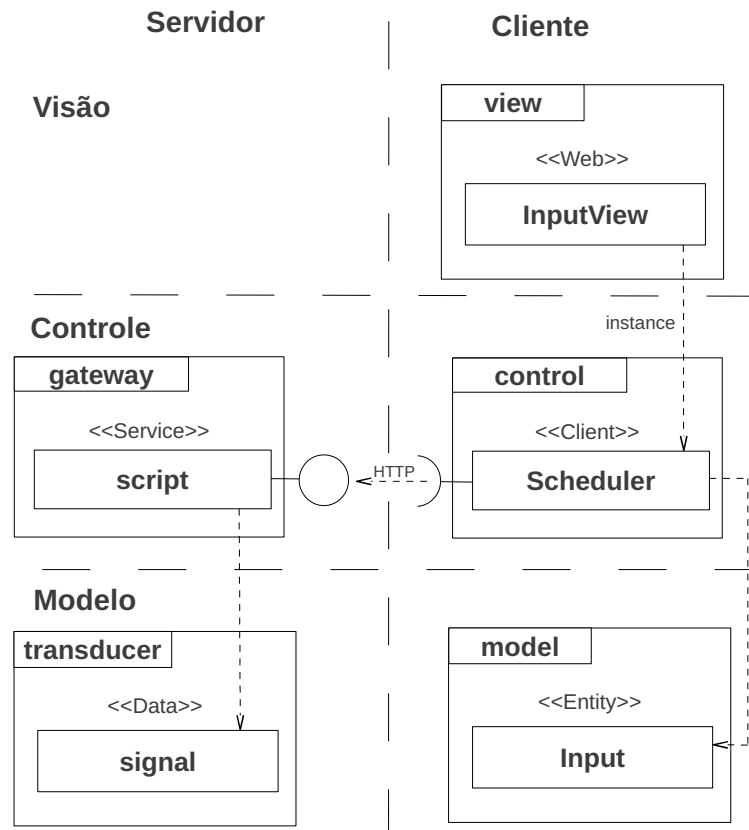 Servidor
Cliente
Visão
view
<<Web>>
InputView
instance
Controle
gateway
<<Service>>
script
HTTP
control
<<Client>>
Scheduler
Modelo
transducer
<<Data>>
signal
model
<<Entity>>
Input